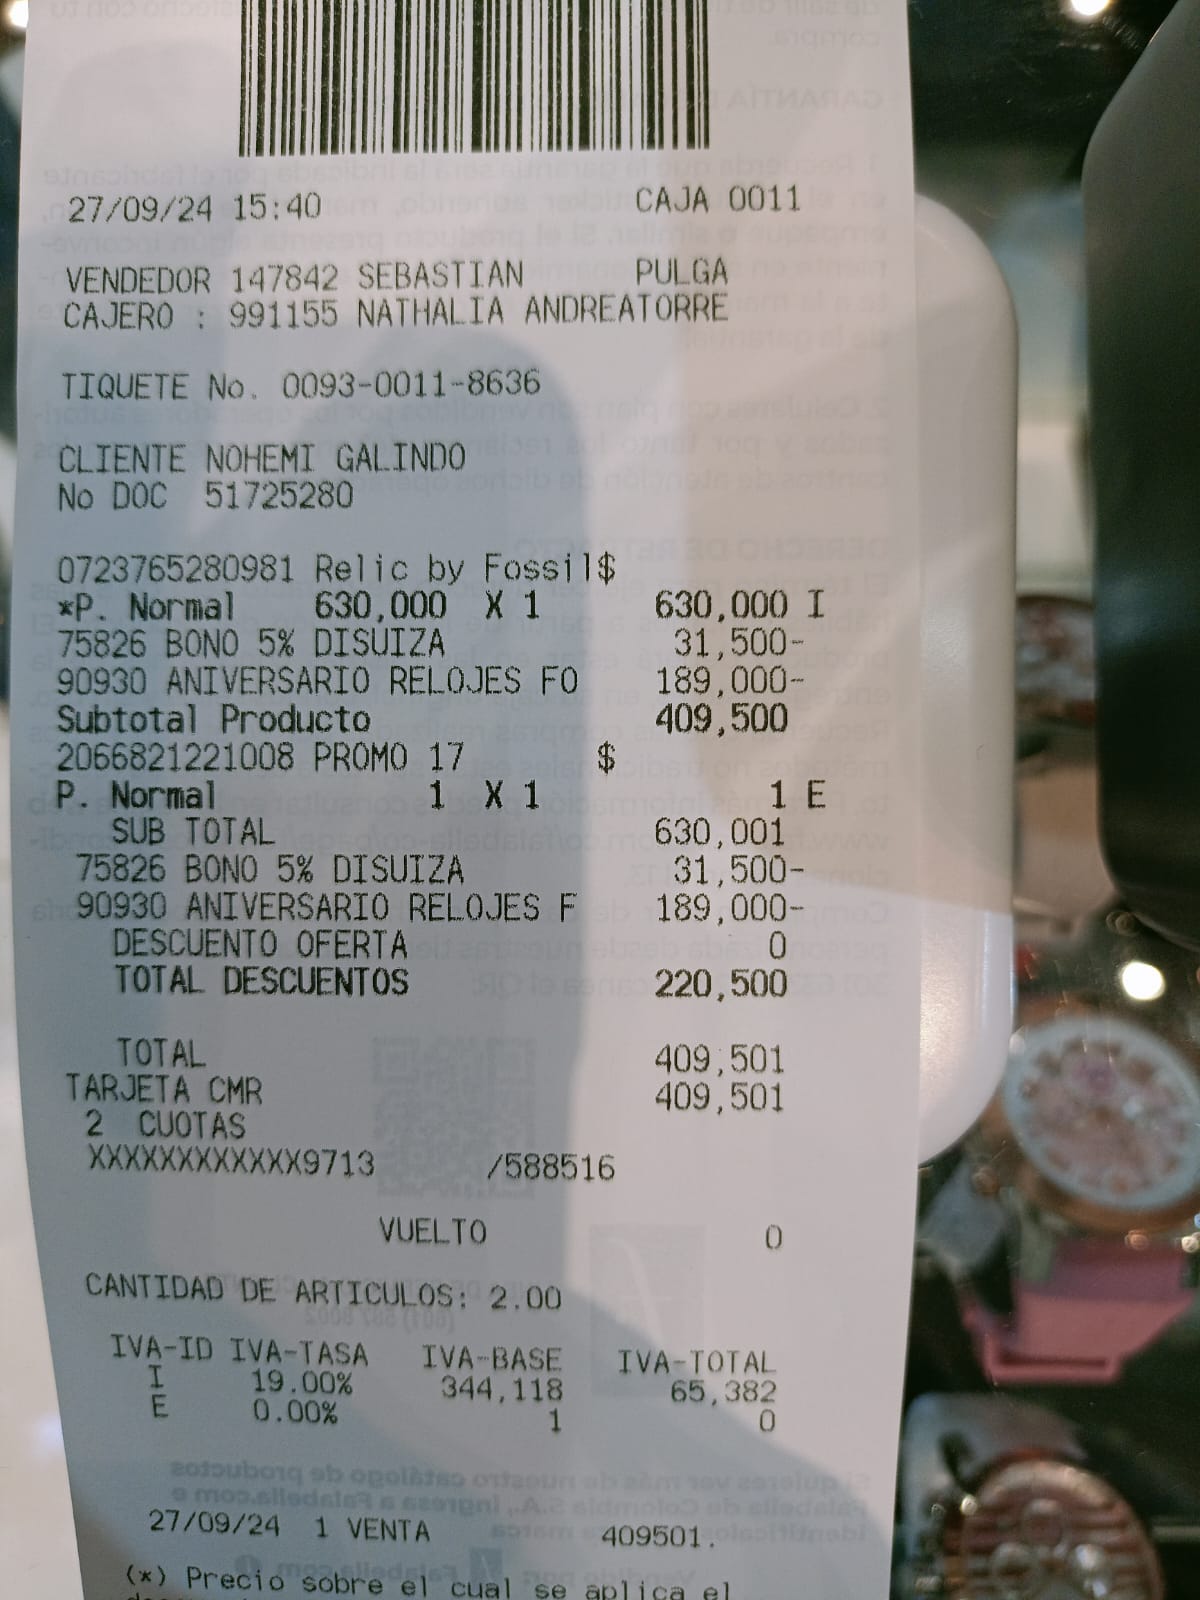 27/09/24 15:40 CAJA 0011
VENDEDOR 147842 SEBASTIAN PULGA
CAJERO : 991155 NATHALIA ANDREATORRE
TIQUETE No. 0093-0011-8636
CLIENTE NOHEMI GALINDO
No DOC 51725280
0723765280981 Relic by Fossil$
*P. Normal 630,000 X 1 630,000 I
75826 BONO 5% DISUIZA 31,500-
90930 ANIVERSARIO RELOJES FO 189,000-
Subtotal Producto 409,500
2066821221008 PROMO 17 $
P. Normal 1 X 1 1 E
SUB TOTAL 630,001
75826 BONO 5% DISUIZA 31,500-
90930 ANIVERSARIO RELOJES F 189,000-
DESCUENTO OFERTA 0
TOTAL DESCUENTOS 220,500
TOTAL 409,501
TARJETA CMR 409,501
2 CUOTAS
XXXXXXXXXXXX9713 /588516
VUELTO 0
CANTIDAD DE ARTICULOS: 2.00
IVA-ID IVA-TASA IVA-BASE IVA-TOTAL
I 19.00% 344,118 65,382
E 0.00% 1 0
27/09/24 1 VENTA 409501.
(*) Precio sobre el cual se aplica el